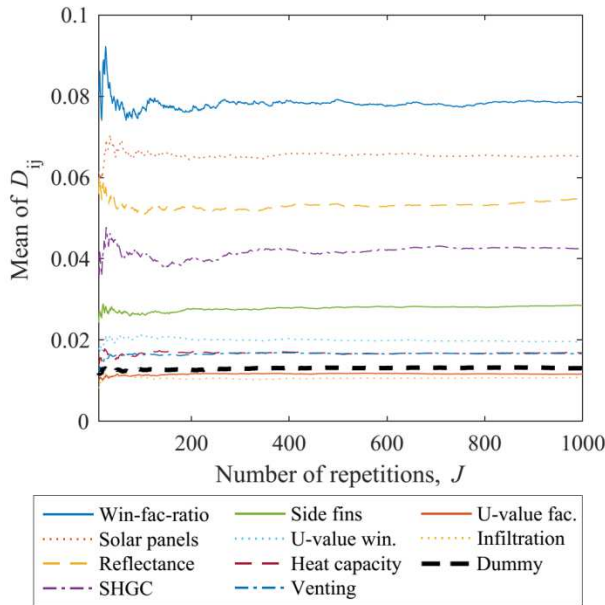 0.1
0.08
0.06
0.04
0.02
0
Mean of D_ij
200 400 600 800 1000
Number of repetitions, J
Win-fac-ratio Side fins U-value fac.
Solar panels U-value win. Infiltration
Reflectance Heat capacity Dummy
SHGC Venting